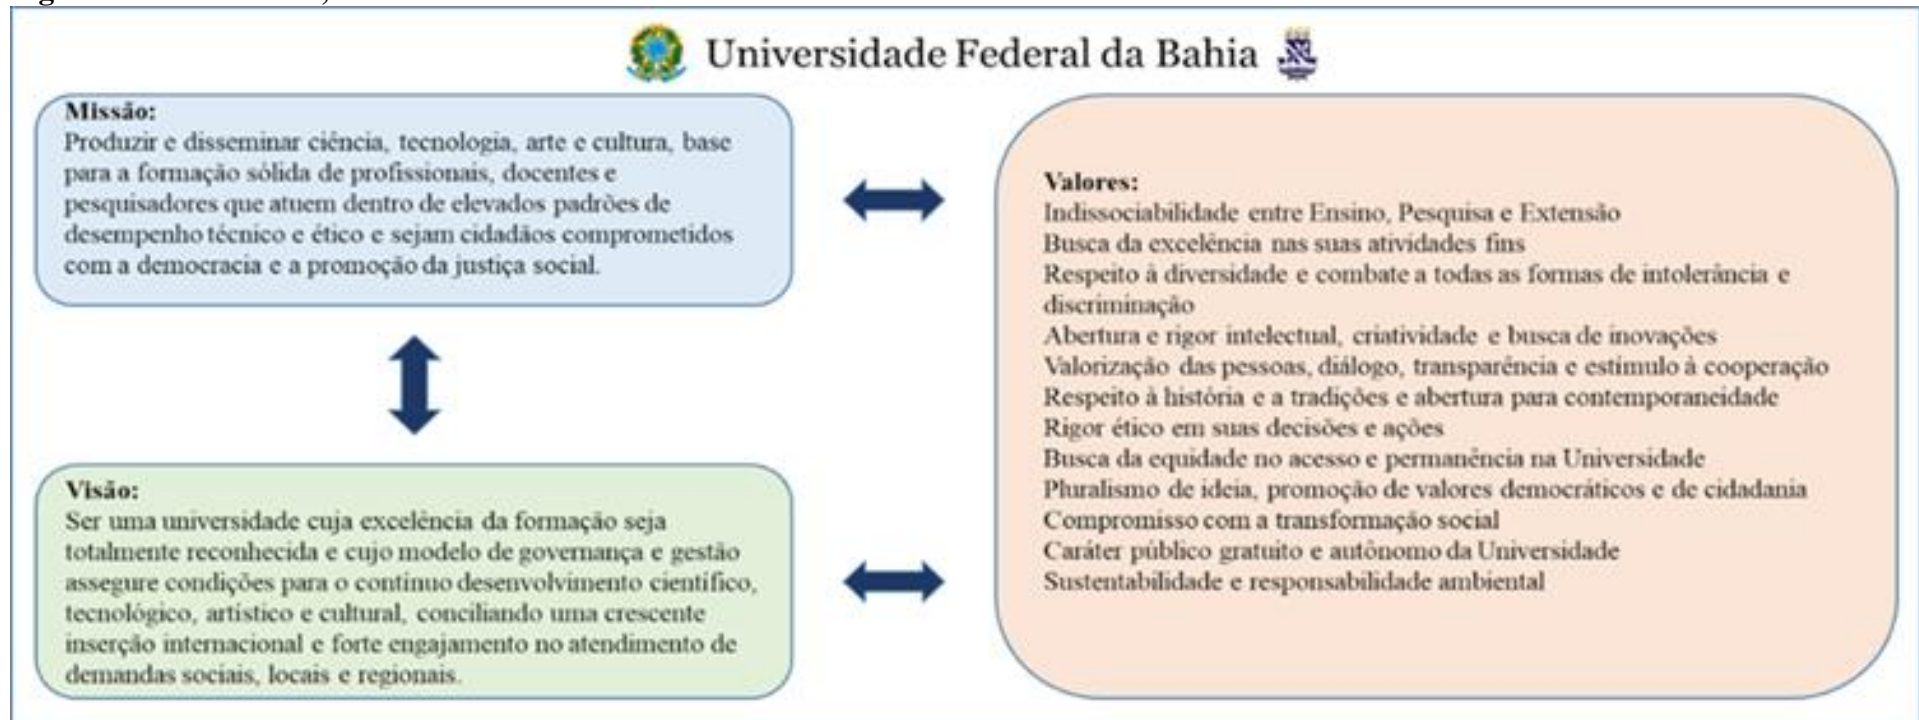 Universidade Federal da Bahia
Missão:
Produzir e disseminar ciência, tecnologia, arte e cultura, base
para a formação sólida de profissionais, docentes e
pesquisadores que atuem dentro de elevados padrões de
desempenho técnico e ético e sejam cidadãos comprometidos
com a democracia e a promoção da justiça social.
Visão:
Ser uma universidade cuja excelência da formação seja
totalmente reconhecida e cujo modelo de governança e gestão
assegure condições para o contínuo desenvolvimento científico,
tecnológico, artístico e cultural, conciliando uma crescente
inserção internacional e forte engajamento no atendimento de
demandas sociais, locais e regionais.
Valores:
Indissociabilidade entre Ensino, Pesquisa e Extensão
Busca da excelência nas suas atividades fins
Respeito à diversidade e combate a todas as formas de intolerância e
discriminação
Abertura e rigor intelectual, criatividade e busca de inovações
Valorização das pessoas, diálogo, transparência e estímulo à cooperação
Respeito à história e a tradições e abertura para contemporaneidade
Rigor ético em suas decisões e ações
Busca da equidade no acesso e permanência na Universidade
Pluralismo de ideia, promoção de valores democráticos e de cidadania
Compromisso com a transformação social
Caráter público gratuito e autônomo da Universidade
Sustentabilidade e responsabilidade ambiental